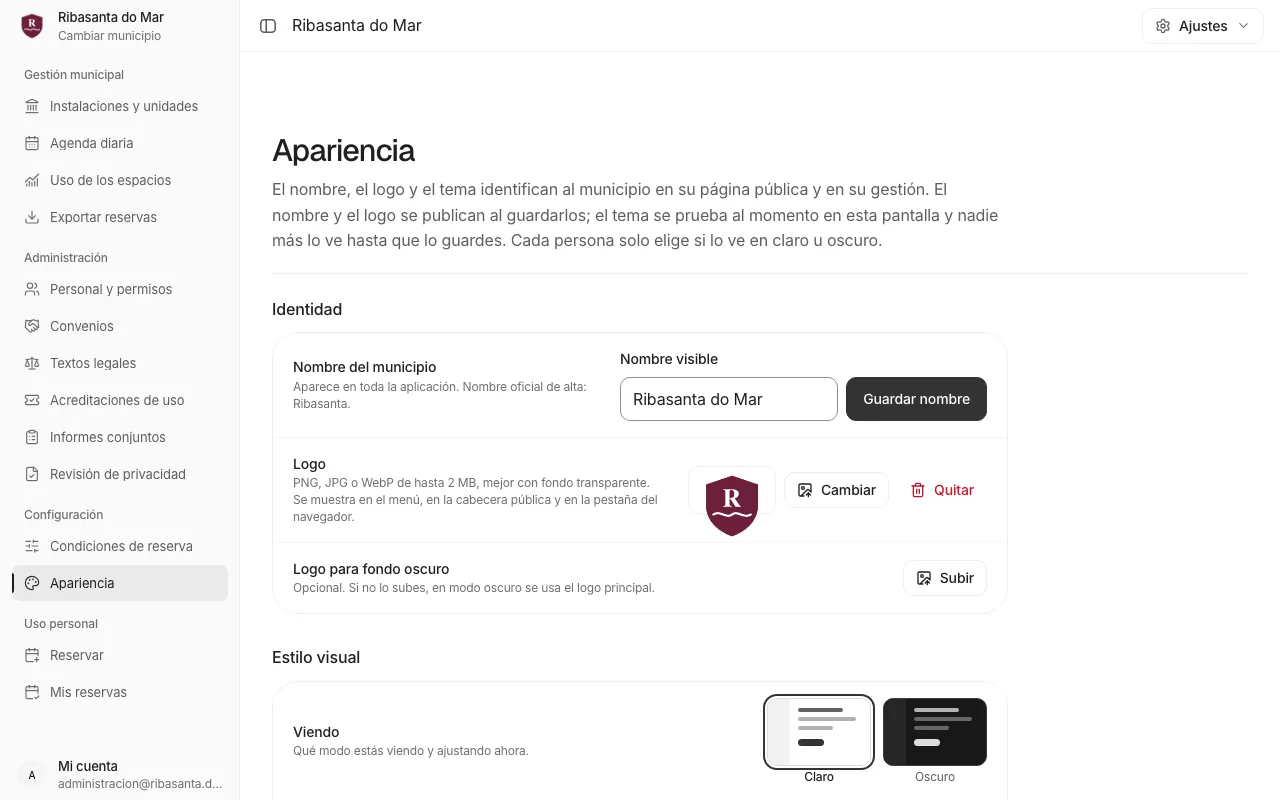 R
Ribasanta do Mar
Cambiar municipio
Gestión municipal
Instalaciones y unidades
Agenda diaria
Uso de los espacios
Exportar reservas
Administración
Personal y permisos
Convenios
Textos legales
Acreditaciones de uso
Informes conjuntos
Revisión de privacidad
Configuración
Condiciones de reserva
Apariencia
Uso personal
Reservar
Mis reservas
A
Mi cuenta
administracion@ribasanta.d...
Ribasanta do Mar
Ajustes
Apariencia
El nombre, el logo y el tema identifican al municipio en su página pública y en su gestión. El
nombre y el logo se publican al guardarlos; el tema se prueba al momento en esta pantalla y nadie
más lo ve hasta que lo guardes. Cada persona solo elige si lo ve en claro u oscuro.
Identidad
Nombre del municipio
Aparece en toda la aplicación. Nombre oficial de alta:
Ribasanta.
Nombre visible
Ribasanta do Mar
Guardar nombre
Logo
PNG, JPG o WebP de hasta 2 MB, mejor con fondo transparente.
Se muestra en el menú, en la cabecera pública y en la pestaña del
navegador.
R
Cambiar
Quitar
Logo para fondo oscuro
Opcional. Si no lo subes, en modo oscuro se usa el logo principal.
Subir
Estilo visual
Viendo
Qué modo estás viendo y ajustando ahora.
Claro
Oscuro